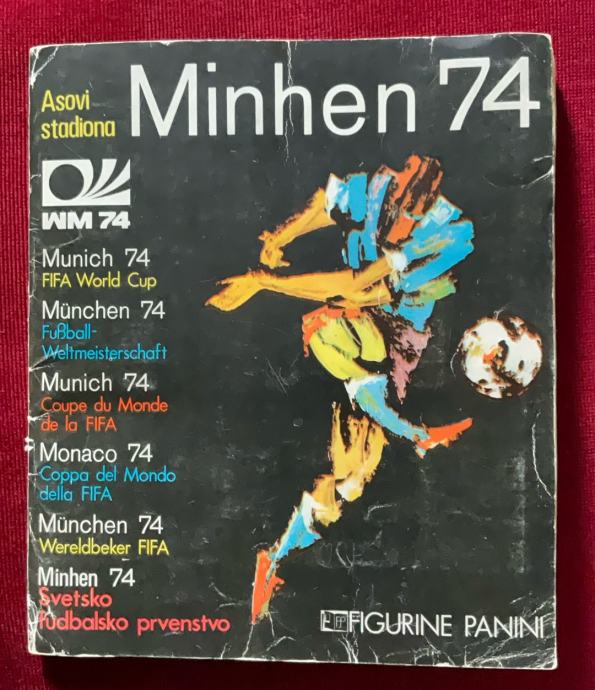 Asovi
stadiona
Minhen 74
WM 74
Munich 74
FIFA World Cup
München 74
Fußball-
Weltmeisterschaft
Munich 74
Coupe du Monde
de la FIFA
Monaco 74
Coppa del Mondo
della FIFA
München 74
Wereldbeker FIFA
Minhen 74
Svetsko
fudbalsko prvenstvo
FIGURINE PANINI